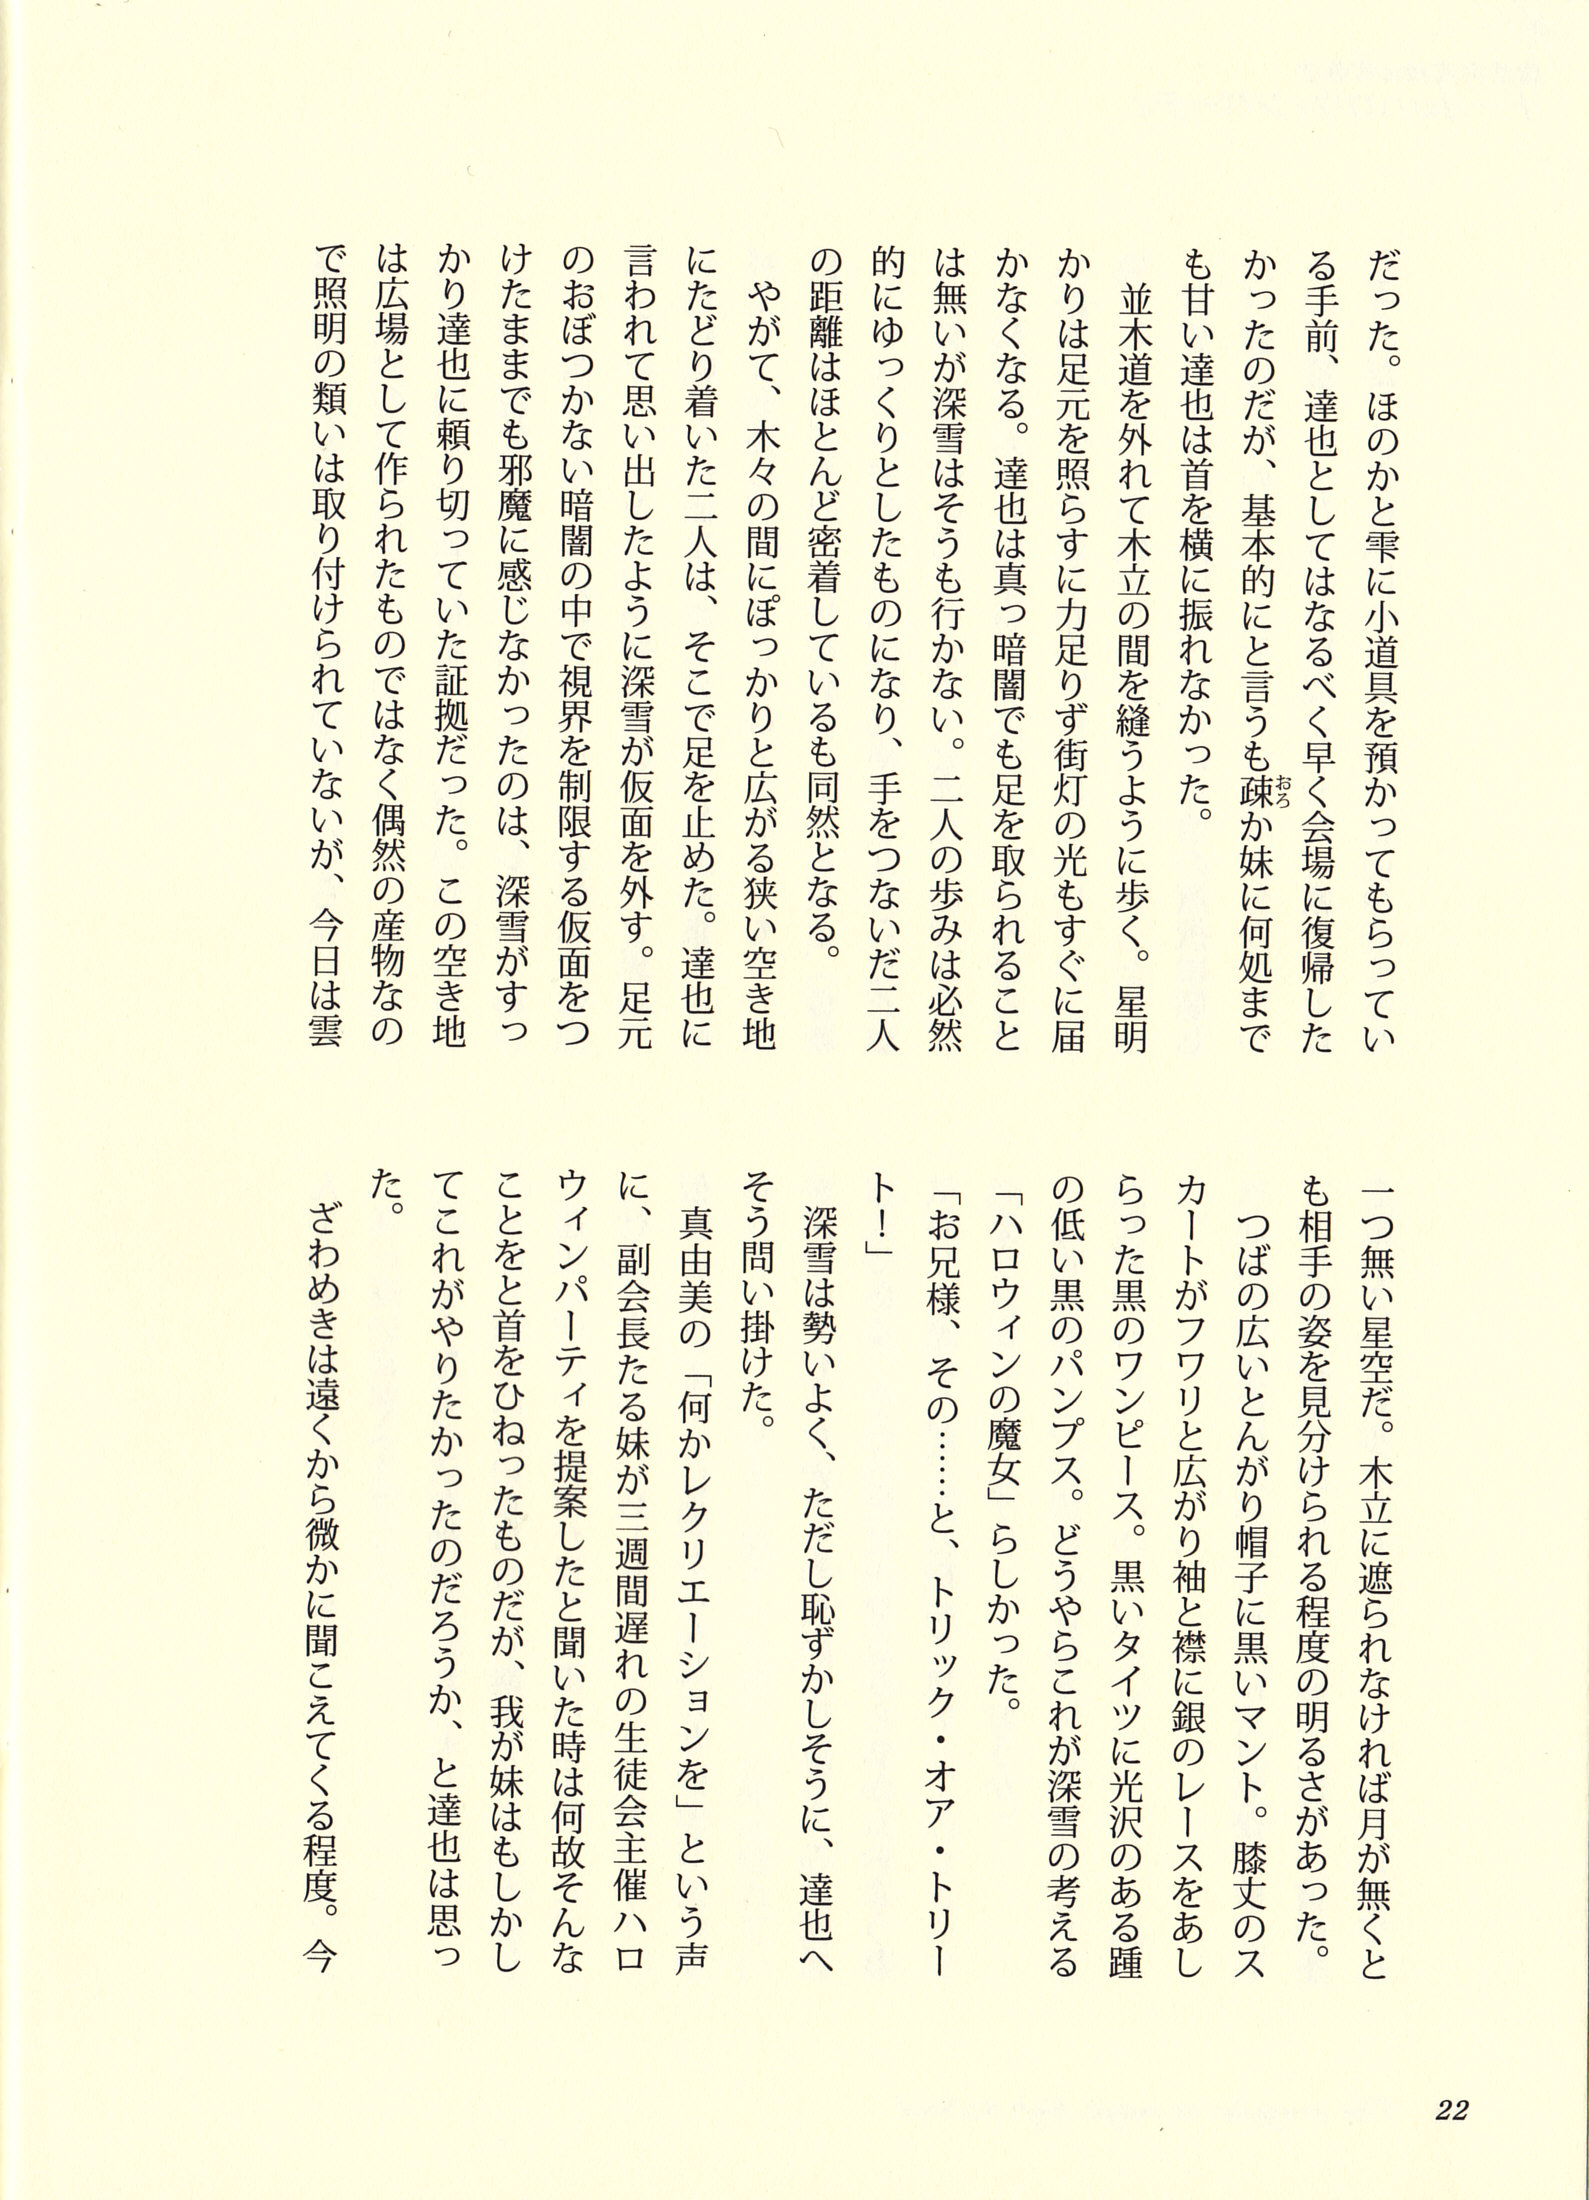 だった。ほのかと雫に小道具を預かってもらってい
る手前、達也としてはなるべく早く会場に復帰した
かったのだが、基本的にと言うも疎か妹に何処まで
も甘い達也は首を横に振れなかった。
　並木道を外れて木立の間を縫うように歩く。星明
かりは足元を照らすに力足りず街灯の光もすぐに届
かなくなる。達也は真っ暗闇でも足を取られること
は無いが深雪はそうも行かない。二人の歩みは必然
的にゆっくりとしたものになり、手をつないだ二人
の距離はほとんど密着しているも同然となる。
　やがて、木々の間にぽっかりと広がる狭い空き地
にたどり着いた二人は、そこで足を止めた。達也に
言われて思い出したように深雪が仮面を外す。足元
のおぼつかない暗闇の中で視界を制限する仮面をつ
けたままでも邪魔に感じなかったのは、深雪がすっ
かり達也に頼り切っていた証拠だった。この空き地
は広場として作られたものではなく偶然の産物なの
で照明の類いは取り付けられていないが、今日は雲
一つ無い星空だ。木立に遮られなければ月が無くと
も相手の姿を見分けられる程度の明るさがあった。
　つばの広いとんがり帽子に黒いマント。膝丈のス
カートがフワリと広がり袖と襟に銀のレースをあし
らった黒のワンピース。黒いタイツに光沢のある踵
の低い黒のパンプス。どうやらこれが深雪の考える
「ハロウィンの魔女」らしかった。
「お兄様、その……と、トリック・オア・トリー
ト！」
　深雪は勢いよく、ただし恥ずかしそうに、達也へ
そう問い掛けた。
　真由美の「何かレクリエーションを」という声
に、副会長たる妹が三週間遅れの生徒会主催ハロ
ウィンパーティを提案したと聞いた時は何故そんな
ことをと首をひねったものだが、我が妹はもしかし
てこれがやりたかったのだろうか、と達也は思っ
た。
　ざわめきは遠くから微かに聞こえてくる程度。今
おろ
22